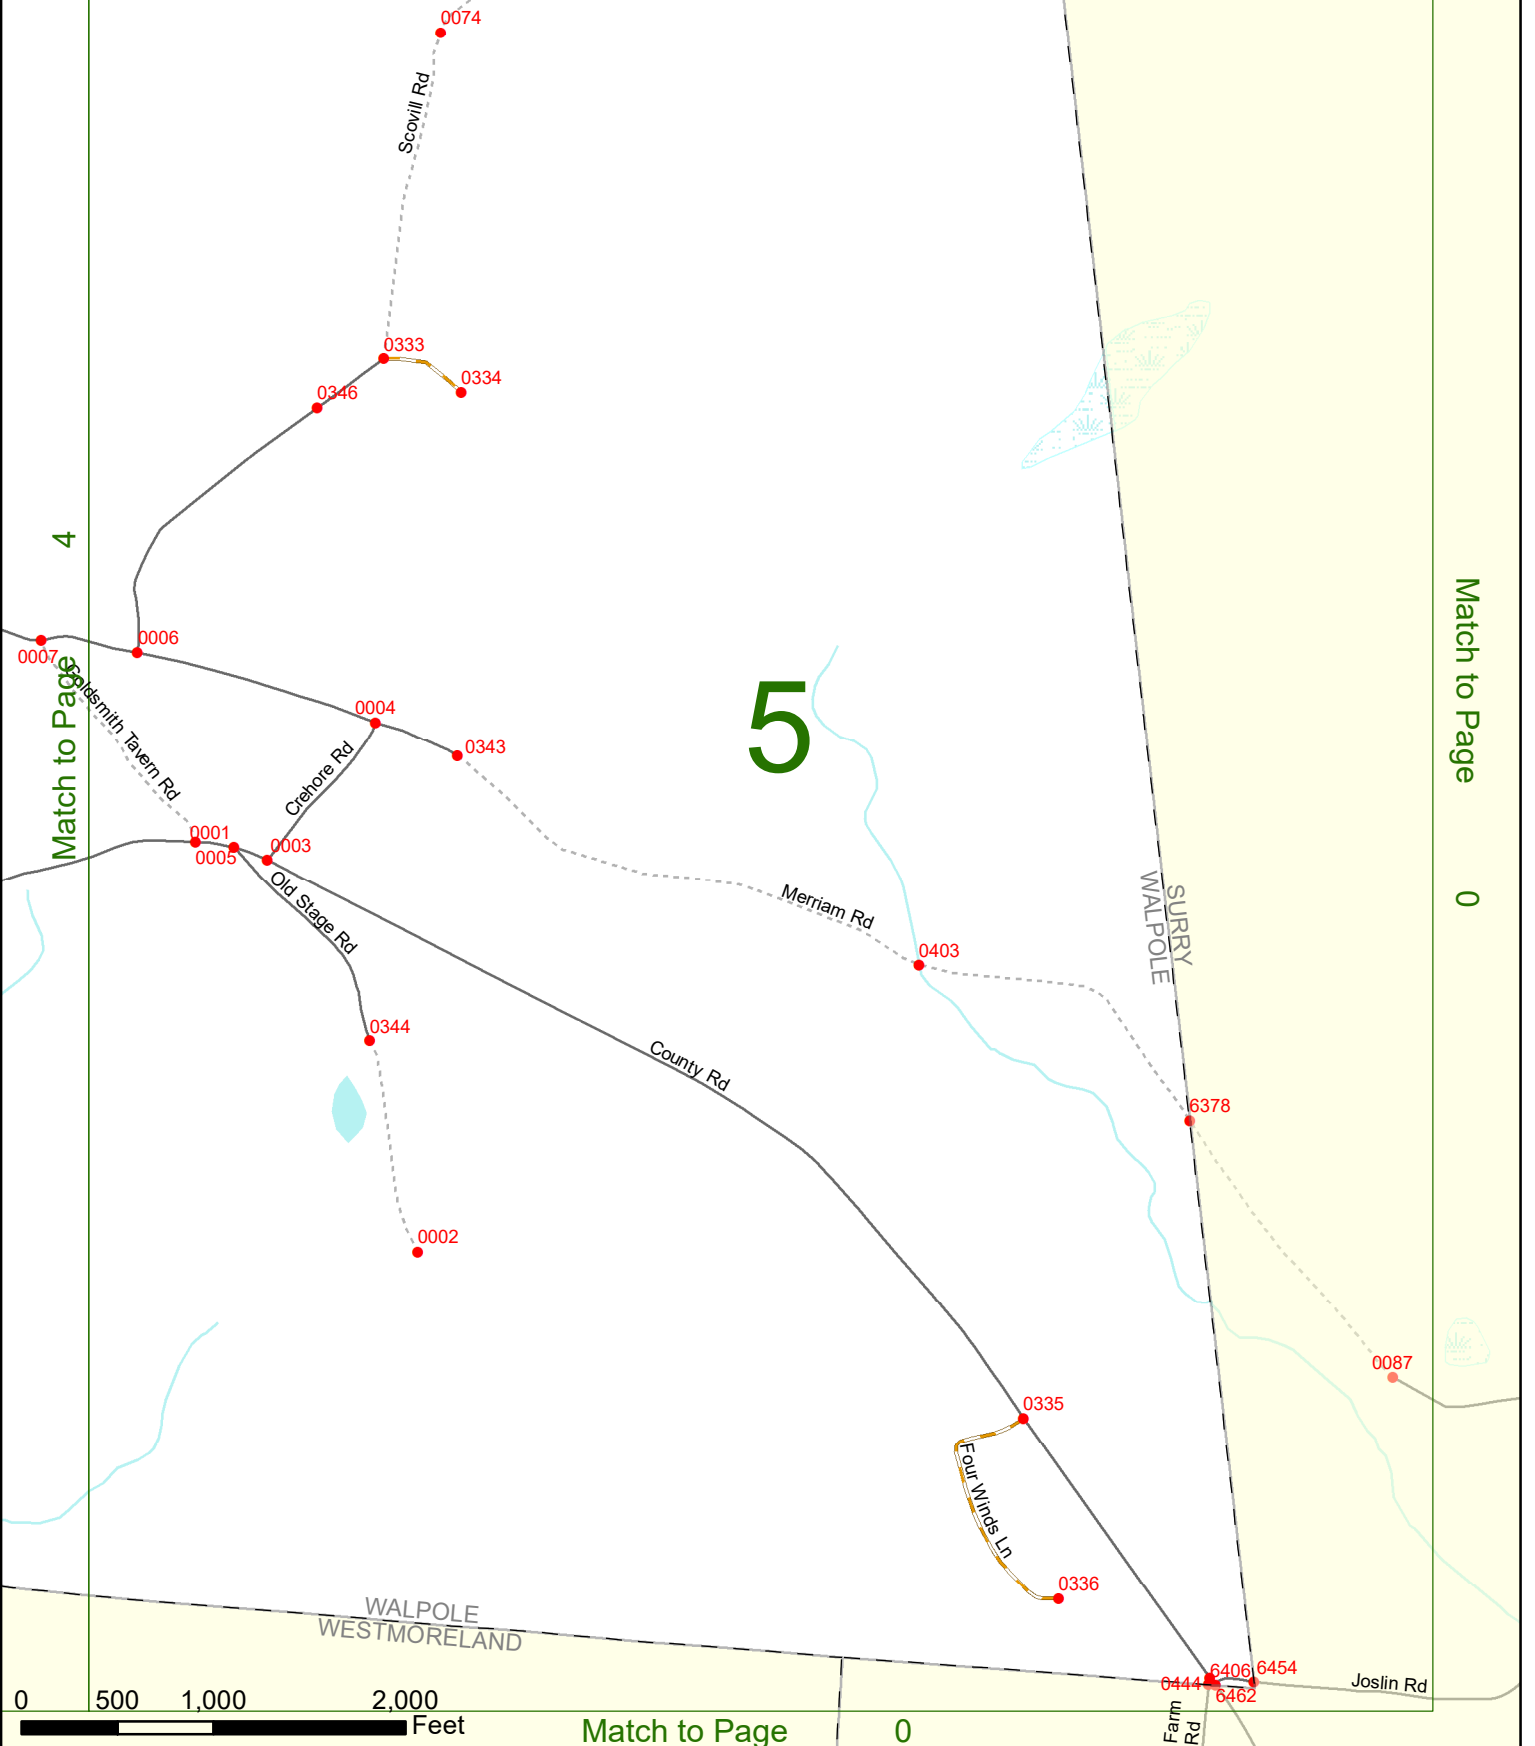 0074
Scovill Rd
0333
0334
0346
4
Match to Page
0006
0007
Goldsmith Tavern Rd
0004
0343
Crehore Rd
5
Match to Page
0
0001
0005
0003
Old Stage Rd
Merriam Rd
0403
SURRY
WALPOLE
0344
County Rd
6378
0002
0087
0335
Four Winds Ln
0336
WALPOLE
WESTMORELAND
6406
6454
0444
6462
Joslin Rd
Farm
Rd
0 500 1,000 2,000
Feet
Match to Page 0